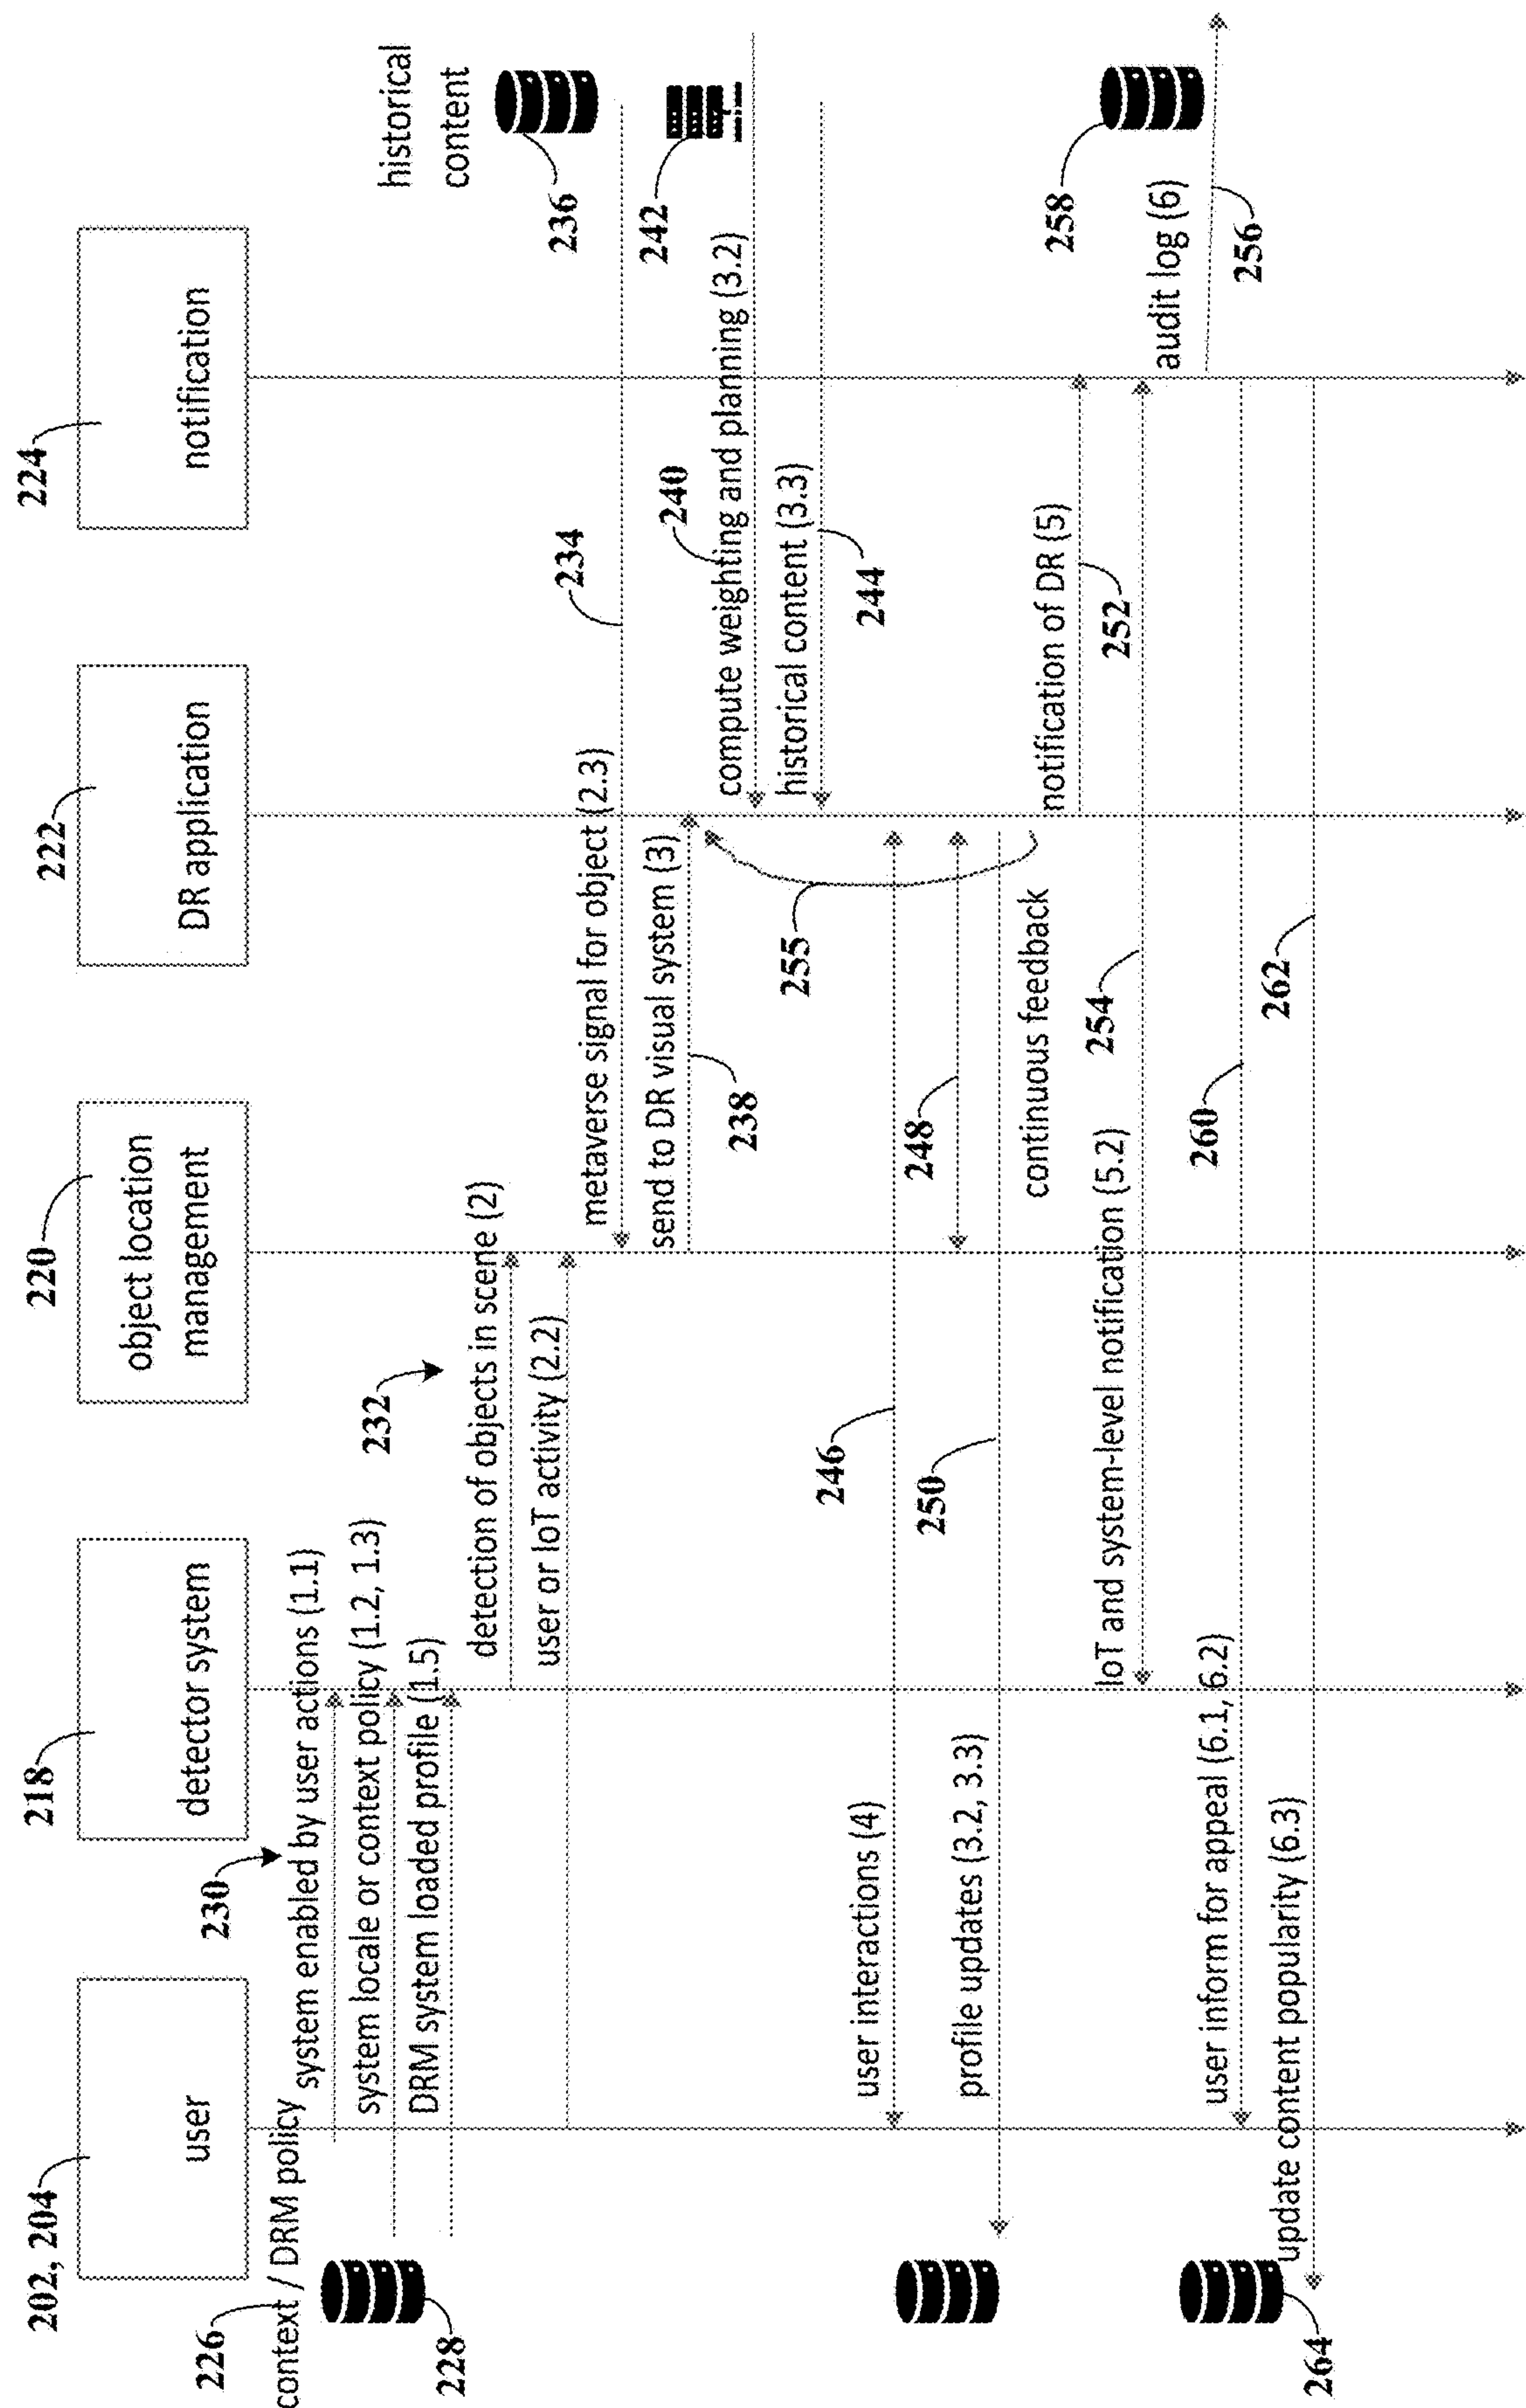 202, 204
user
218
detector system
220
object location
management
222
DR application
224
notification
226
context / DRM policy
228
230
system enabled by user actions (1.1)
system locale or context policy (1.2, 1.3)
DRM system loaded profile (1.5)
232
detection of objects in scene (2)
user or IoT activity (2.2)
historical
content
236
234
metaverse signal for object (2.3)
send to DR visual system (3)
238
242
240
compute weighting and planning (3.2)
historical content (3.3)
244
255
user interactions (4)
246
248
profile updates (3.2, 3.3)
250
continuous feedback
notification of DR (5)
252
IoT and system-level notification (5.2)
254
258
audit log (6)
256
user inform for appeal (6.1, 6.2)
260
update content popularity (6.3)
262
264